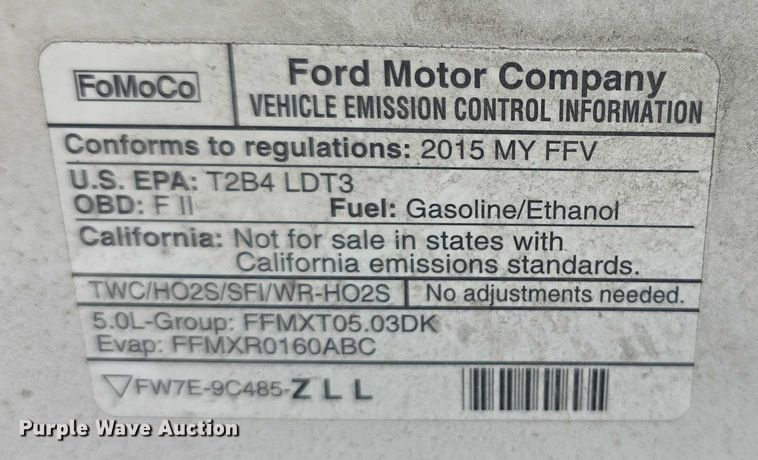 FoMoCo
Ford Motor Company
VEHICLE EMISSION CONTROL INFORMATION
Conforms to regulations: 2015 MY FFV
U.S. EPA: T2B4 LDT3
OBD: F II Fuel: Gasoline/Ethanol
California: Not for sale in states with
California emissions standards.
TWC/HO2S/SFI/WR-HO2S No adjustments needed.
5.0L-Group: FFMXT05.03DK
Evap: FFMXR0160ABC
FW7E-9C485-ZLL
Purple Wave Auction